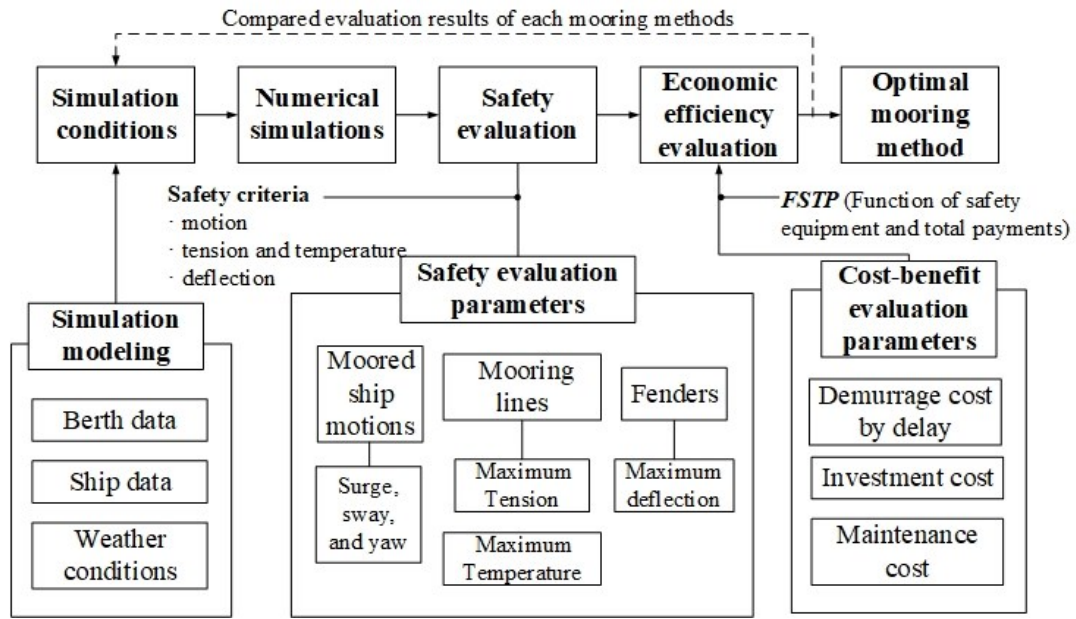 Compared evaluation results of each mooring methods
Simulation
conditions
Numerical
simulations
Safety
evaluation
Economic
efficiency
evaluation
Optimal
mooring
method
Safety criteria
· motion
· tension and temperature
· deflection
FSTP (Function of safety
equipment and total payments)
Simulation
modeling
Berth data
Ship data
Weather
conditions
Safety evaluation
parameters
Moored
ship
motions
Surge,
sway,
and yaw
Mooring
lines
Maximum
Tension
Maximum
Temperature
Fenders
Maximum
deflection
Cost-benefit
evaluation
parameters
Demurrage cost
by delay
Investment cost
Maintenance
cost